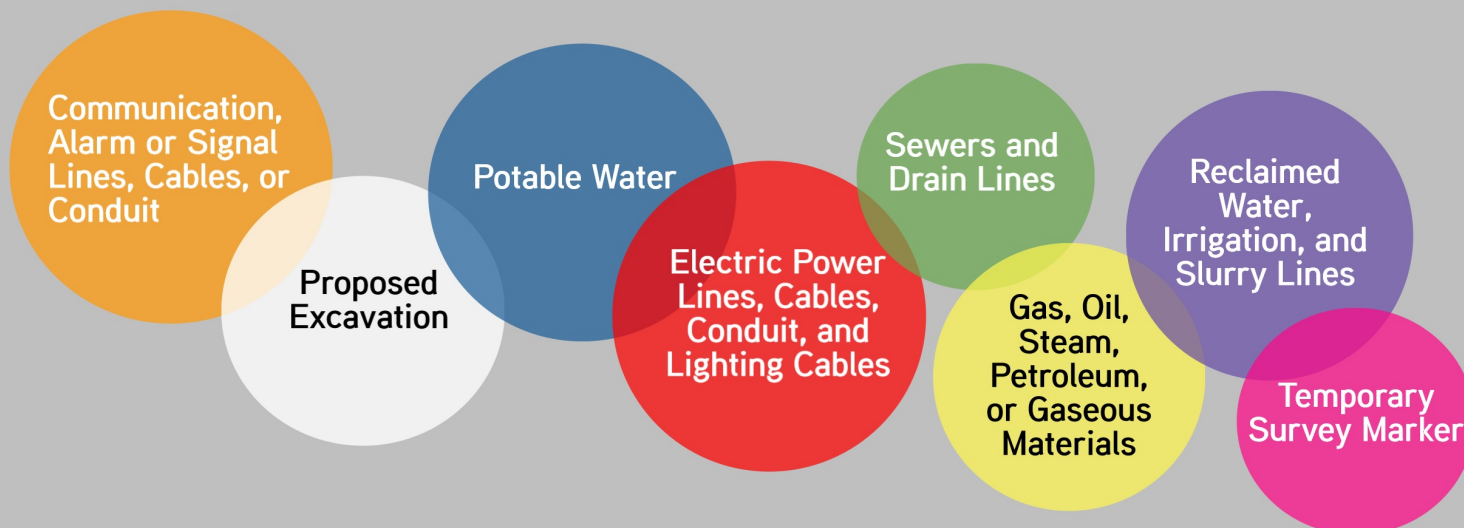 Communication,
Alarm or Signal
Lines, Cables, or
Conduit
Proposed
Excavation
Potable Water
Electric Power
Lines, Cables,
Conduit, and
Lighting Cables
Sewers and
Drain Lines
Gas, Oil,
Steam,
Petroleum,
or Gaseous
Materials
Reclaimed
Water,
Irrigation, and
Slurry Lines
Temporary
Survey Marker